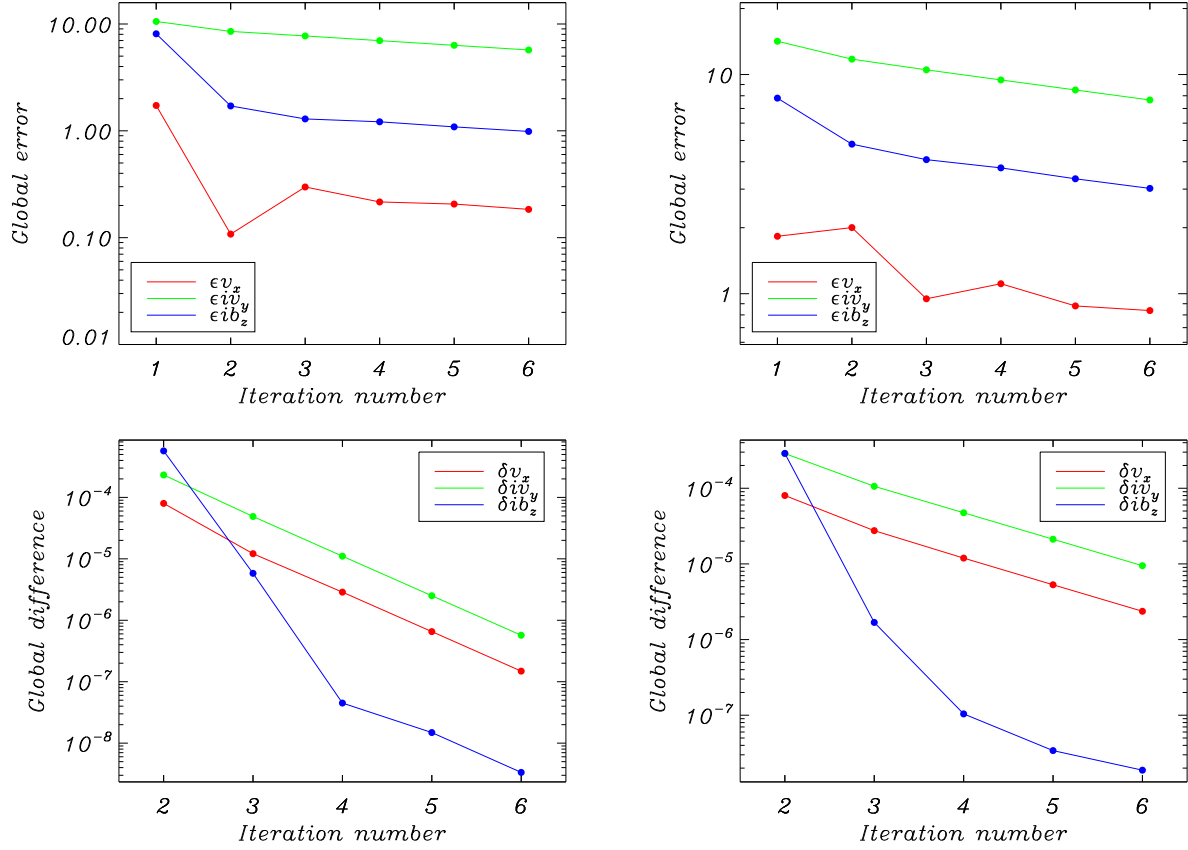 10.00
1.00
0.10
0.01
Global error
ϵv_x
ϵiv_y
ϵib_z
1 2 3 4 5 6
Iteration number
10
1
Global error
ϵv_x
ϵiv_y
ϵib_z
1 2 3 4 5 6
Iteration number
10⁻⁴
10⁻⁵
10⁻⁶
10⁻⁷
10⁻⁸
Global difference
δv_x
δiv_y
δib_z
2 3 4 5 6
Iteration number
10⁻⁴
10⁻⁵
10⁻⁶
10⁻⁷
Global difference
δv_x
δiv_y
δib_z
2 3 4 5 6
Iteration number